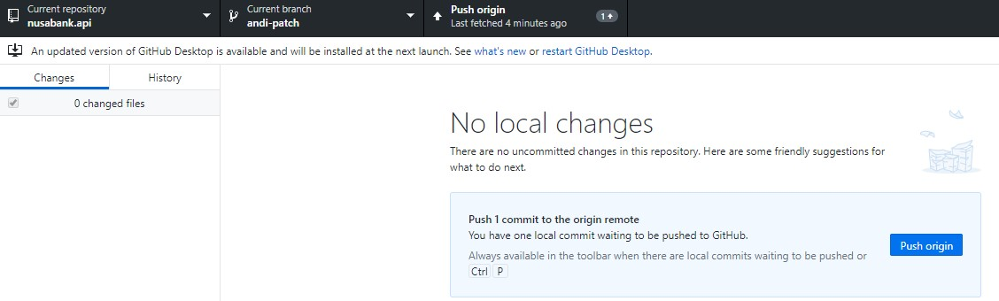 Current repository
nusabank.api
Current branch
andi-patch
Push origin
Last fetched 4 minutes ago
1
An updated version of GitHub Desktop is available and will be installed at the next launch. See what's new or restart GitHub Desktop.
Changes
History
0 changed files
No local changes
There are no uncommitted changes in this repository. Here are some friendly suggestions for
what to do next.
Push 1 commit to the origin remote
You have one local commit waiting to be pushed to GitHub.
Always available in the toolbar when there are local commits waiting to be pushed or
Ctrl P
Push origin